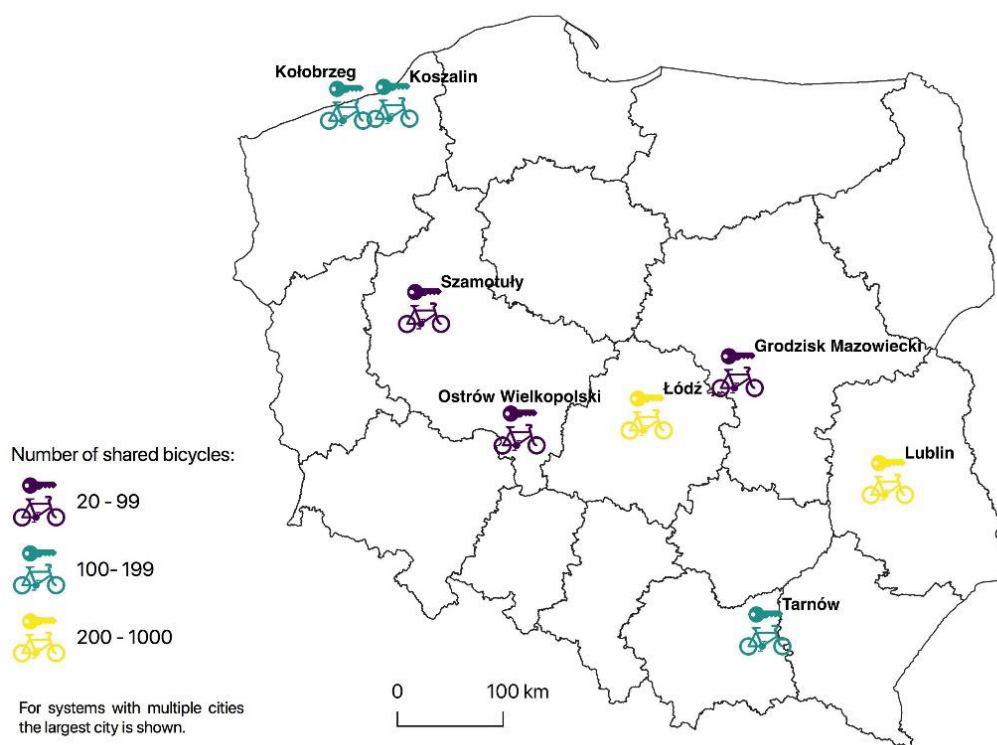 Kołobrzeg
Koszalin
Szamotuły
Grodzisk Mazowiecki
Ostrów Wielkopolski
Łódź
Lublin
Tarnów
Number of shared bicycles:
20 - 99
100 - 199
200 - 1000
0 100 km
For systems with multiple cities
the largest city is shown.